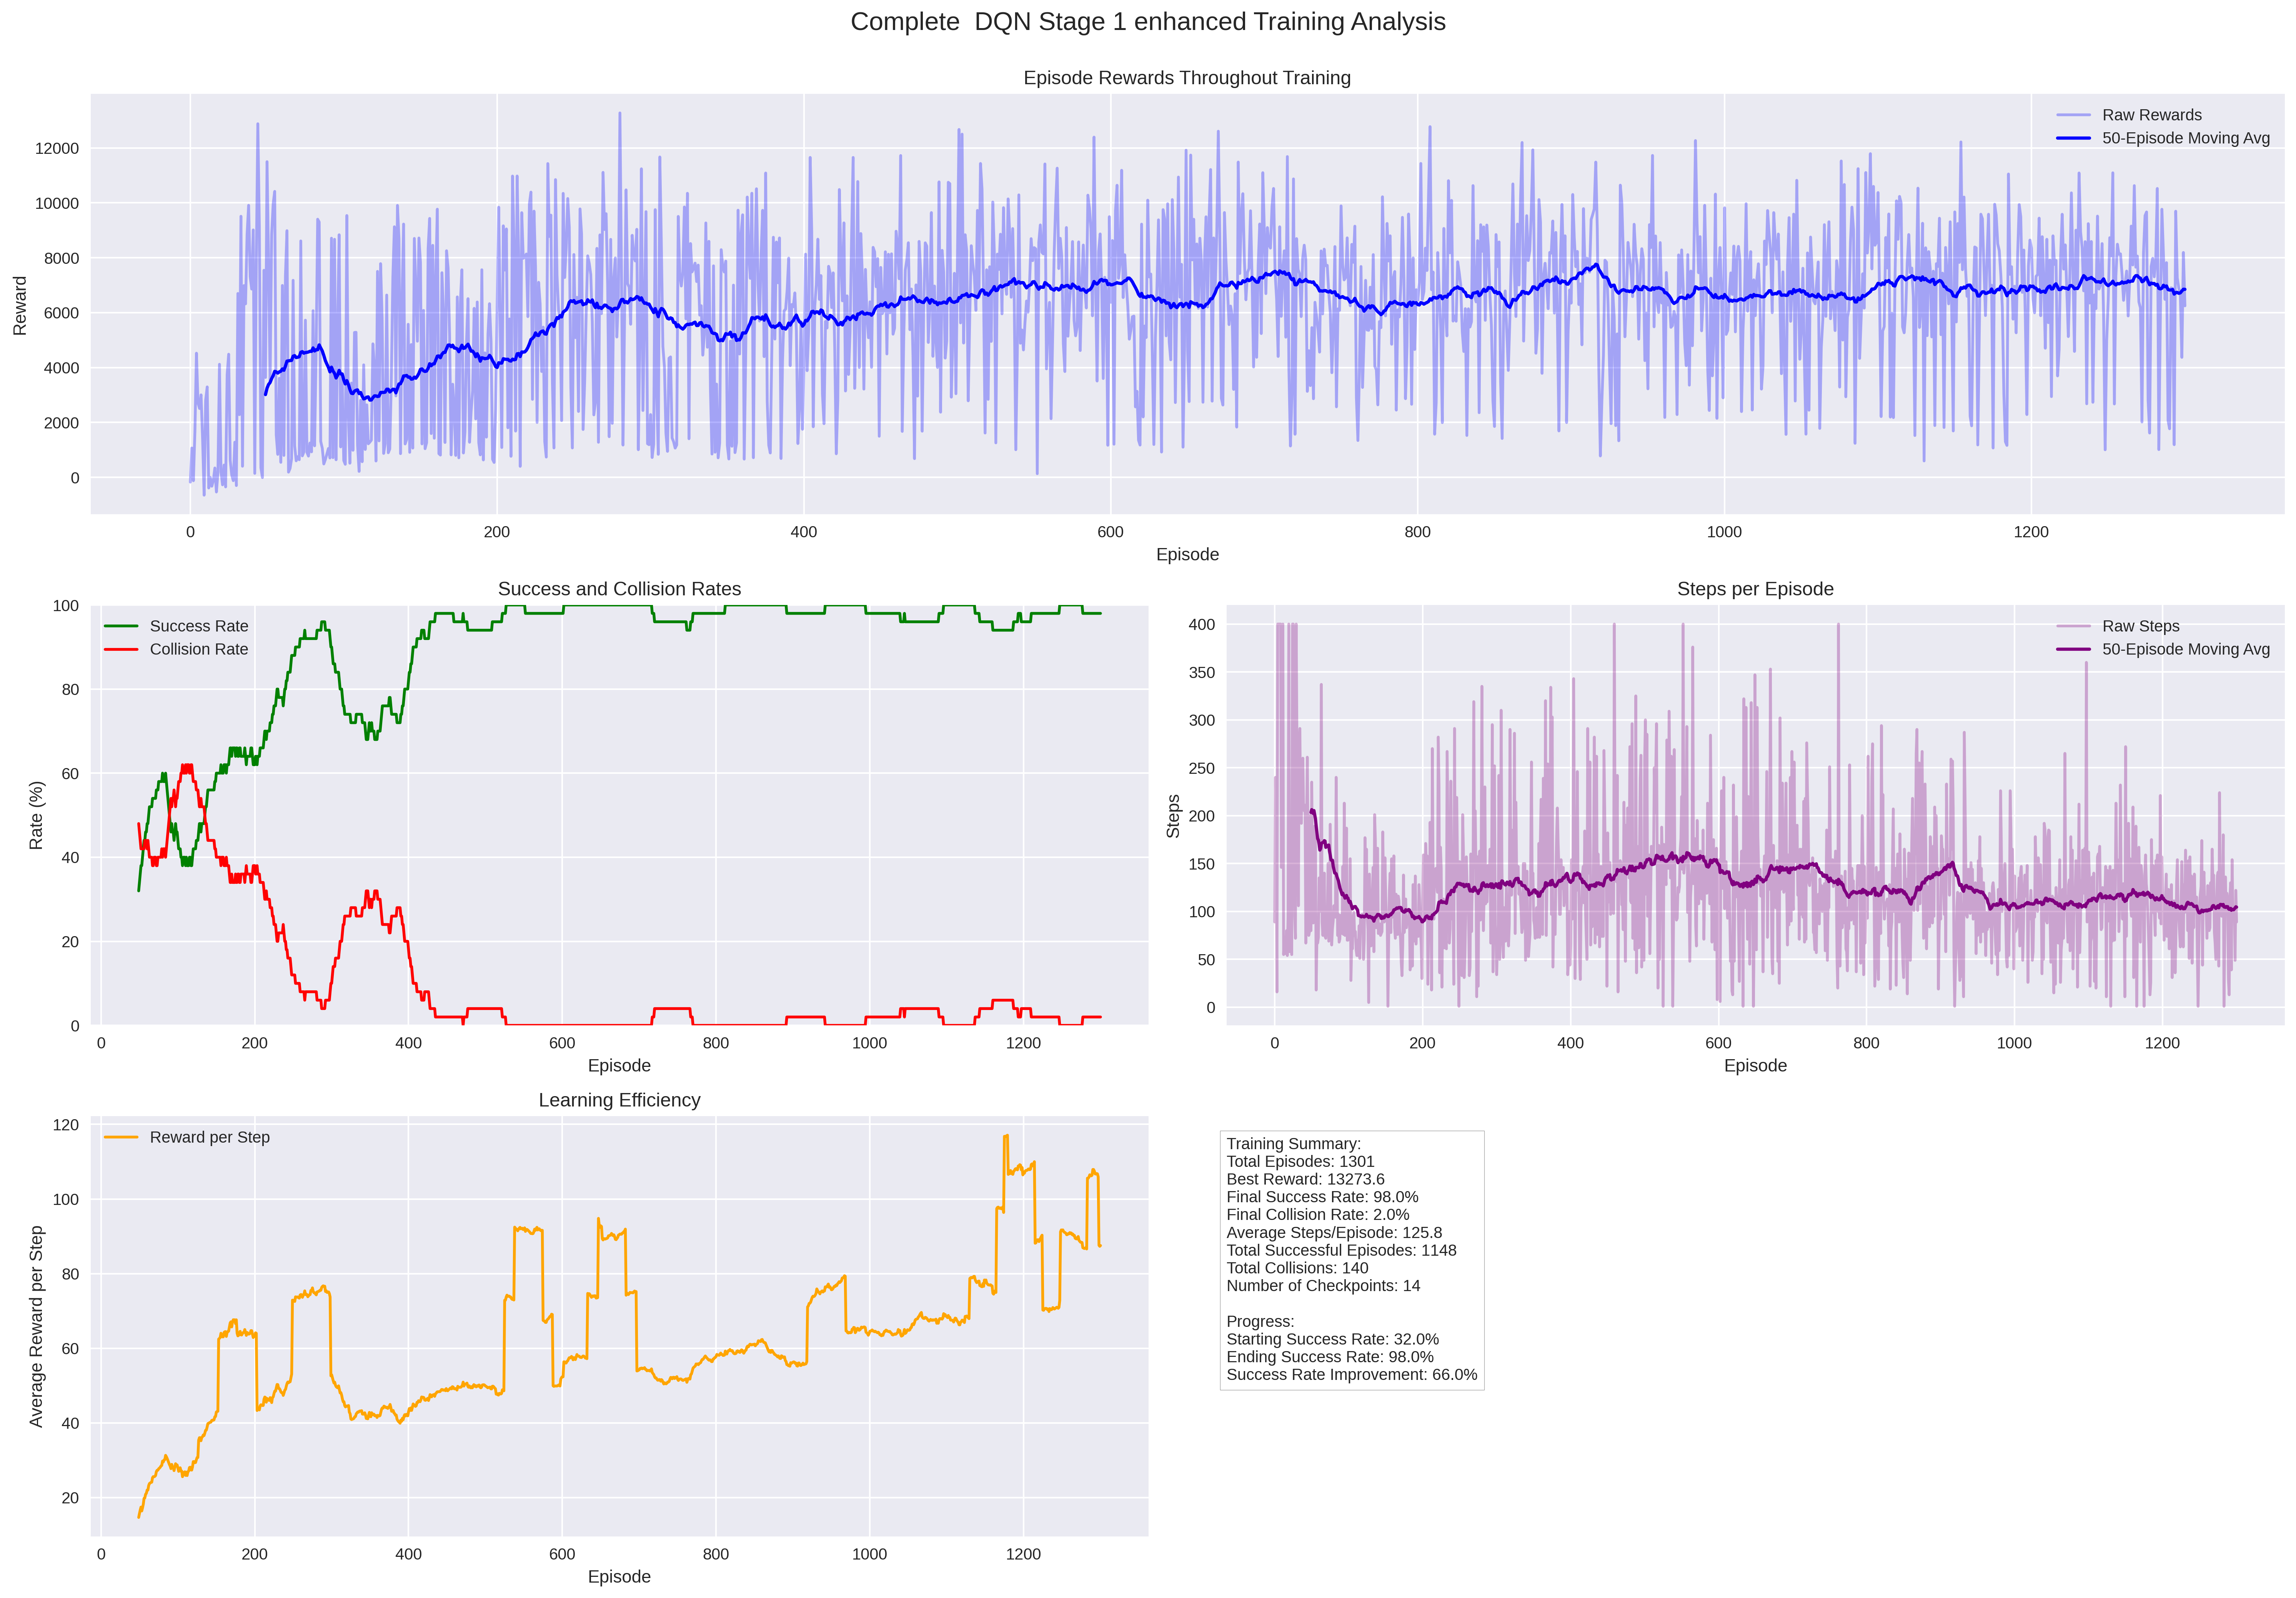 Complete  DQN Stage 1 enhanced Training Analysis
Episode Rewards Throughout Training
Raw Rewards
50-Episode Moving Avg
Reward
12000
10000
8000
6000
4000
2000
0
0 200 400 600 800 1000 1200
Episode
Success and Collision Rates
Success Rate
Collision Rate
Rate (%)
100
80
60
40
20
0
0 200 400 600 800 1000 1200
Episode
Steps per Episode
Raw Steps
50-Episode Moving Avg
Steps
400
350
300
250
200
150
100
50
0
0 200 400 600 800 1000 1200
Episode
Learning Efficiency
Reward per Step
Average Reward per Step
120
100
80
60
40
20
0 200 400 600 800 1000 1200
Episode
Training Summary:
Total Episodes: 1301
Best Reward: 13273.6
Final Success Rate: 98.0%
Final Collision Rate: 2.0%
Average Steps/Episode: 125.8
Total Successful Episodes: 1148
Total Collisions: 140
Number of Checkpoints: 14
Progress:
Starting Success Rate: 32.0%
Ending Success Rate: 98.0%
Success Rate Improvement: 66.0%